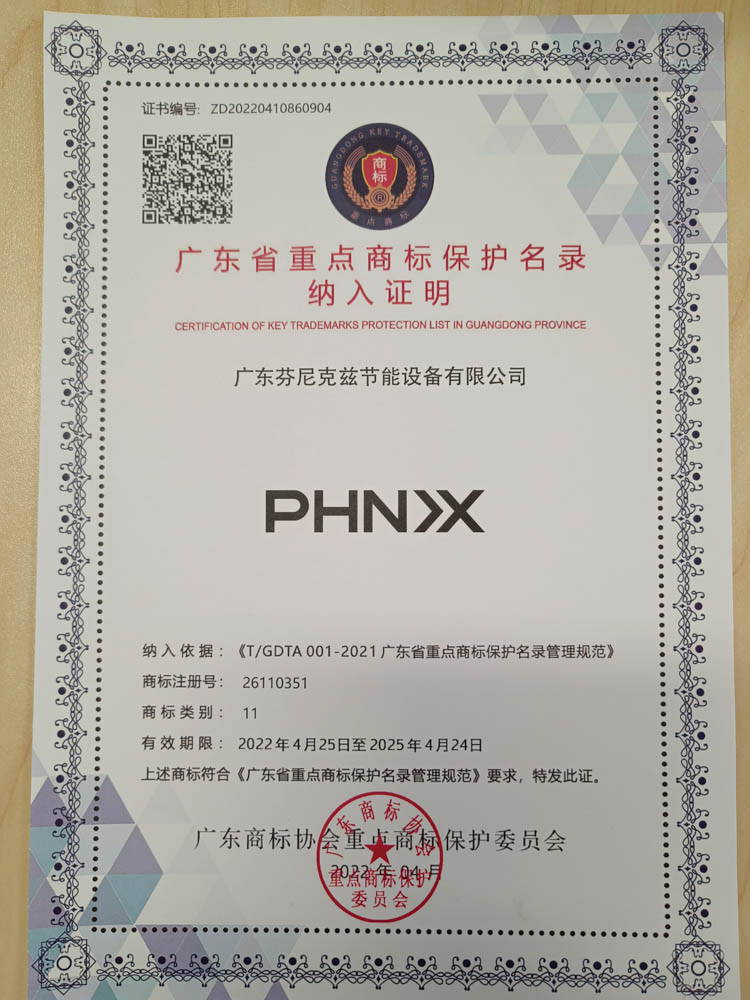 证书编号: ZD20220410860904
GUANGDONG KEY TRADEMARK
商标
®
重点商标
广东省重点商标保护名录
纳入证明
CERTIFICATION OF KEY TRADEMARKS PROTECTION LIST IN GUANGDONG PROVINCE
广东芬尼克兹节能设备有限公司
PHNX
纳入依据:《T/GDTA 001-2021 广东省重点商标保护名录管理规范》
商标注册号: 26110351
商标类别: 11
有效期限: 2022年4月25日至2025年4月24日
上述商标符合《广东省重点商标保护名录管理规范》要求,特发此证。
广东商标协会重点商标保护委员会
2022年 04月
广东商标协会
重点商标保护
委员会